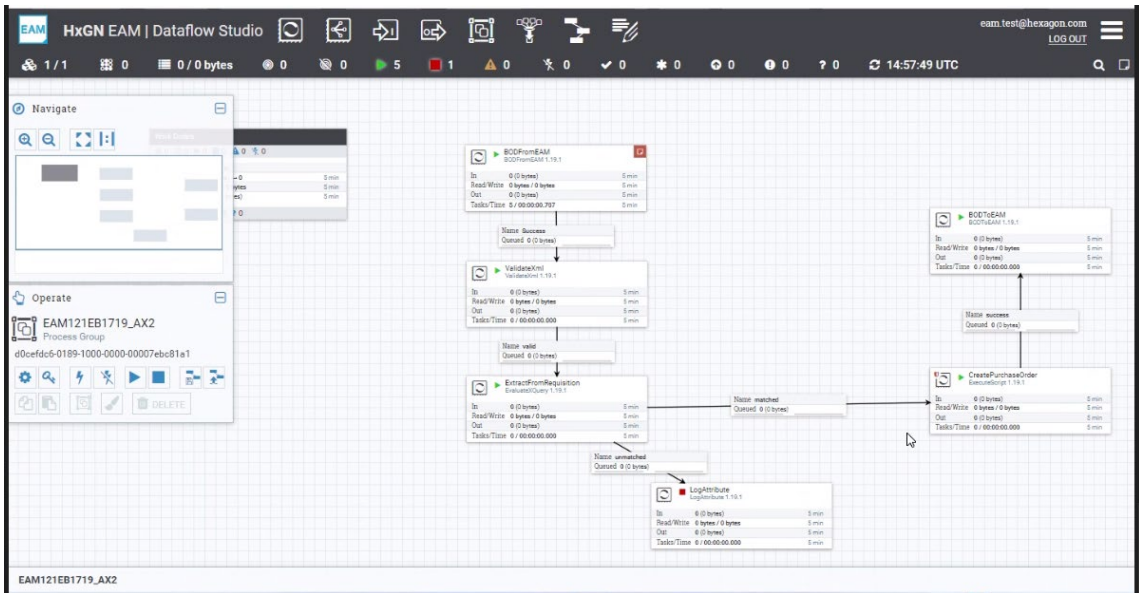 EAM HxGN EAM | Dataflow Studio
eam.test@hexagon.com
LOG OUT
1 / 1 0 0 / 0 bytes 0 0 5 1 0 0 0 0 0 0 ? 0 14:57:49 UTC
Navigate
0 0
0 5 min
5 min
5 min
0
Operate
EAM121EB1719_AX2
Process Group
d0cefdc6-0189-1000-0000-00007ebc81a1
DELETE
BODFromEAM
BODFromEAM 1.19.1
In 0 (0 bytes) 5 min
Read/Write 0 bytes / 0 bytes 5 min
Out 0 (0 bytes) 5 min
Tasks/Time 5 / 00:00:00.707 5 min
Name Success
Queued 0 (0 bytes)
ValidateXml
ValidateXml 1.19.1
In 0 (0 bytes) 5 min
Read/Write 0 bytes / 0 bytes 5 min
Out 0 (0 bytes) 5 min
Tasks/Time 0 / 00:00:00.000 5 min
Name valid
Queued 0 (0 bytes)
ExtractFromRequisition
EvaluateXQuery 1.19.1
In 0 (0 bytes) 5 min
Read/Write 0 bytes / 0 bytes 5 min
Out 0 (0 bytes) 5 min
Tasks/Time 0 / 00:00:00.000 5 min
Name unmatched
Queued 0 (0 bytes)
LogAttribute
LogAttribute 1.19.1
In 0 (0 bytes) 5 min
Read/Write 0 bytes / 0 bytes 5 min
Out 0 (0 bytes) 5 min
Tasks/Time 0 / 00:00:00.000 5 min
Name matched
Queued 0 (0 bytes)
CreatePurchaseOrder
ExecuteScript 1.19.1
In 0 (0 bytes) 5 min
Read/Write 0 bytes / 0 bytes 5 min
Out 0 (0 bytes) 5 min
Tasks/Time 0 / 00:00:00.000 5 min
Name success
Queued 0 (0 bytes)
BODToEAM
BODToEAM 1.19.1
In 0 (0 bytes) 5 min
Read/Write 0 bytes / 0 bytes 5 min
Out 0 (0 bytes) 5 min
Tasks/Time 0 / 00:00:00.000 5 min
EAM121EB1719_AX2